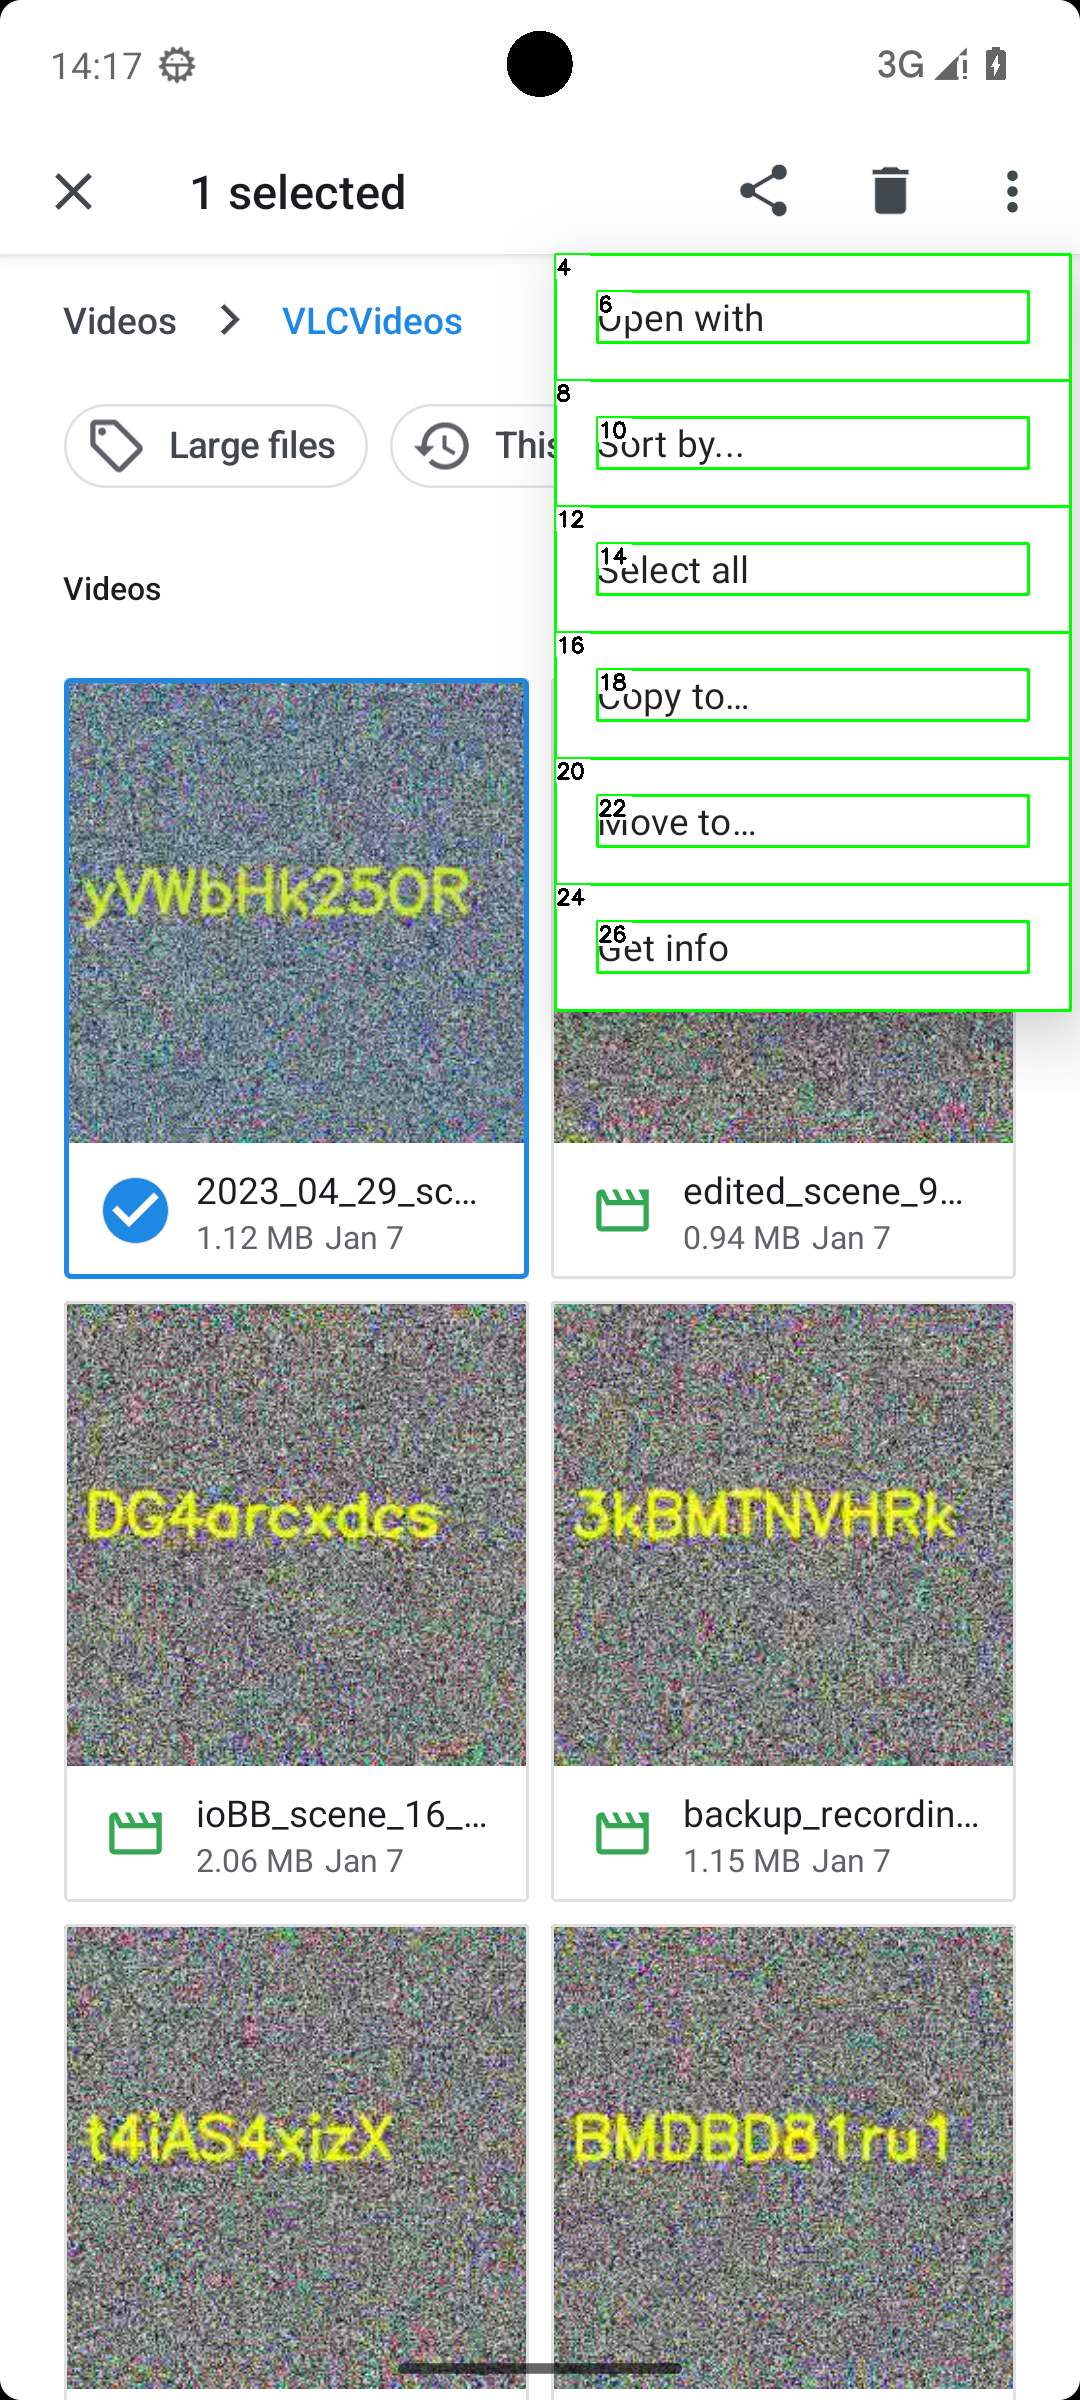 14:17
3G
1 selected
Videos
VLCVideos
Large files
4
6
Open with
8
10
Sort by...
12
14
Select all
16
18
Copy to...
20
22
Move to...
24
26
Get info
Videos
yVWbHk250R
2023_04_29_sc...
1.12 MB Jan 7
edited_scene_9...
0.94 MB Jan 7
DG4arcxdcs
3kBMTNVHRk
ioBB_scene_16_...
2.06 MB Jan 7
backup_recordin...
1.15 MB Jan 7
t4iAS4xizX
BMDBD81ru1